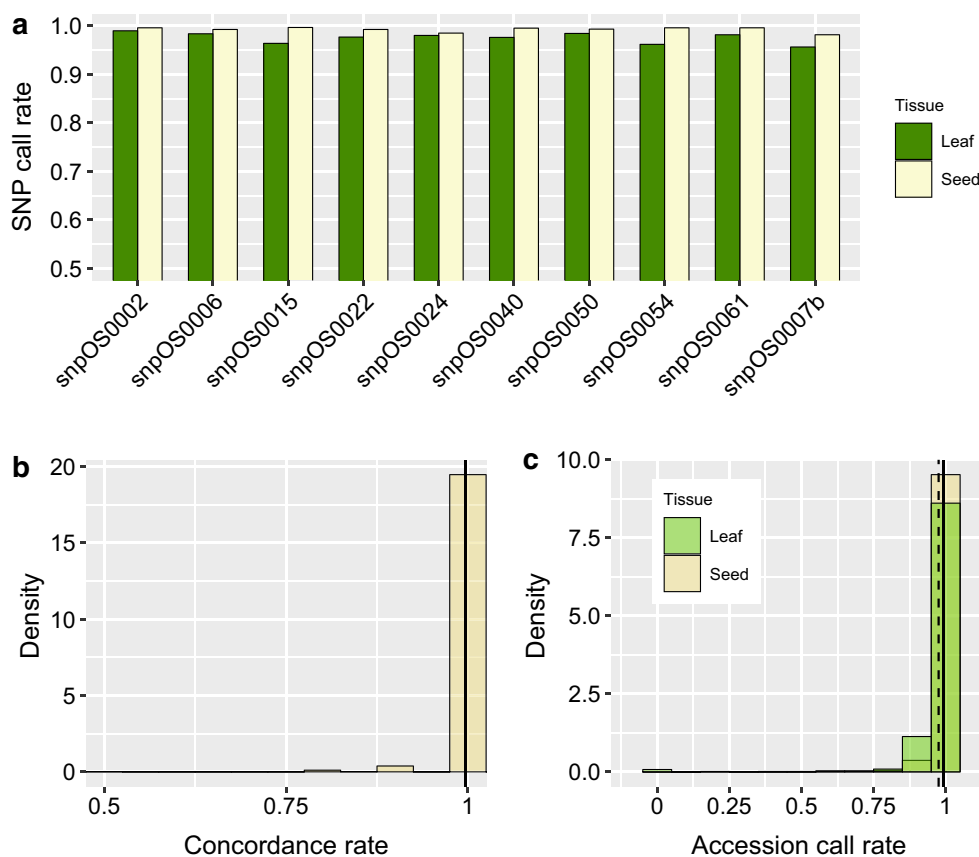 a
SNP call rate
1.0
0.9
0.8
0.7
0.6
0.5
snpOS0002
snpOS0006
snpOS0015
snpOS0022
snpOS0024
snpOS0040
snpOS0050
snpOS0054
snpOS0061
snpOS0007b
Tissue
Leaf
Seed
b
Density
20
15
10
5
0
0.5
0.75
1
Concordance rate
c
Density
10.0
7.5
5.0
2.5
0.0
Tissue
Leaf
Seed
0
0.25
0.5
0.75
1
Accession call rate